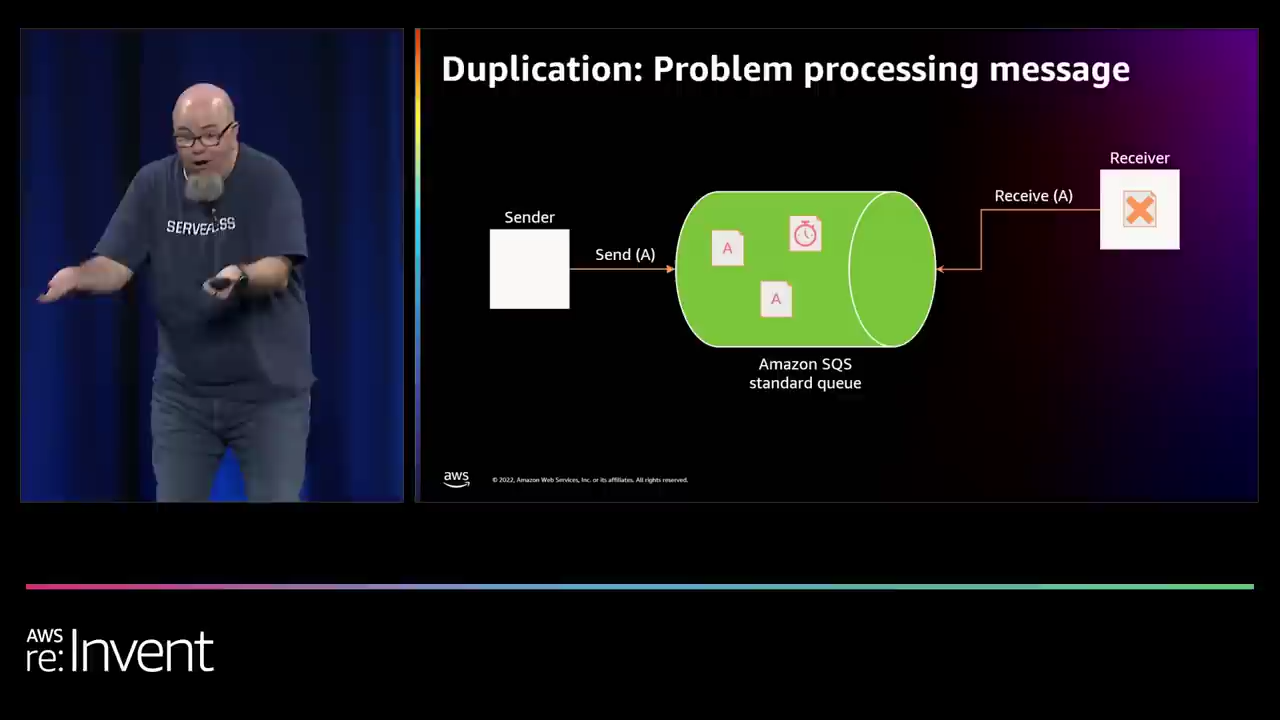 Duplication: Problem processing message
SERVERLESS
Sender
Send (A)
A
A
Amazon SQS
standard queue
Receive (A)
Receiver
aws
© 2022, Amazon Web Services, Inc. or its affiliates. All rights reserved.
AWS
re:Invent